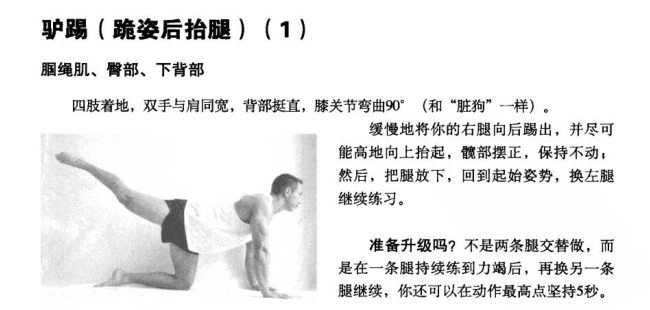 驴踢（跪姿后抬腿）（1）
腘绳肌、臀部、下背部
四肢着地，双手与肩同宽，背部挺直，膝关节弯曲90°（和“脏狗”一样）。
缓慢地将你的右腿向后踢出，并尽可
能高地向上抬起，髋部摆正，保持不动；
然后，把腿放下，回到起始姿势，换左腿
继续练习。
准备升级吗？不是两条腿交替做，而
是在一条腿持续练到力竭后，再换另一条
腿继续，你还可以在动作最高点坚持5秒。